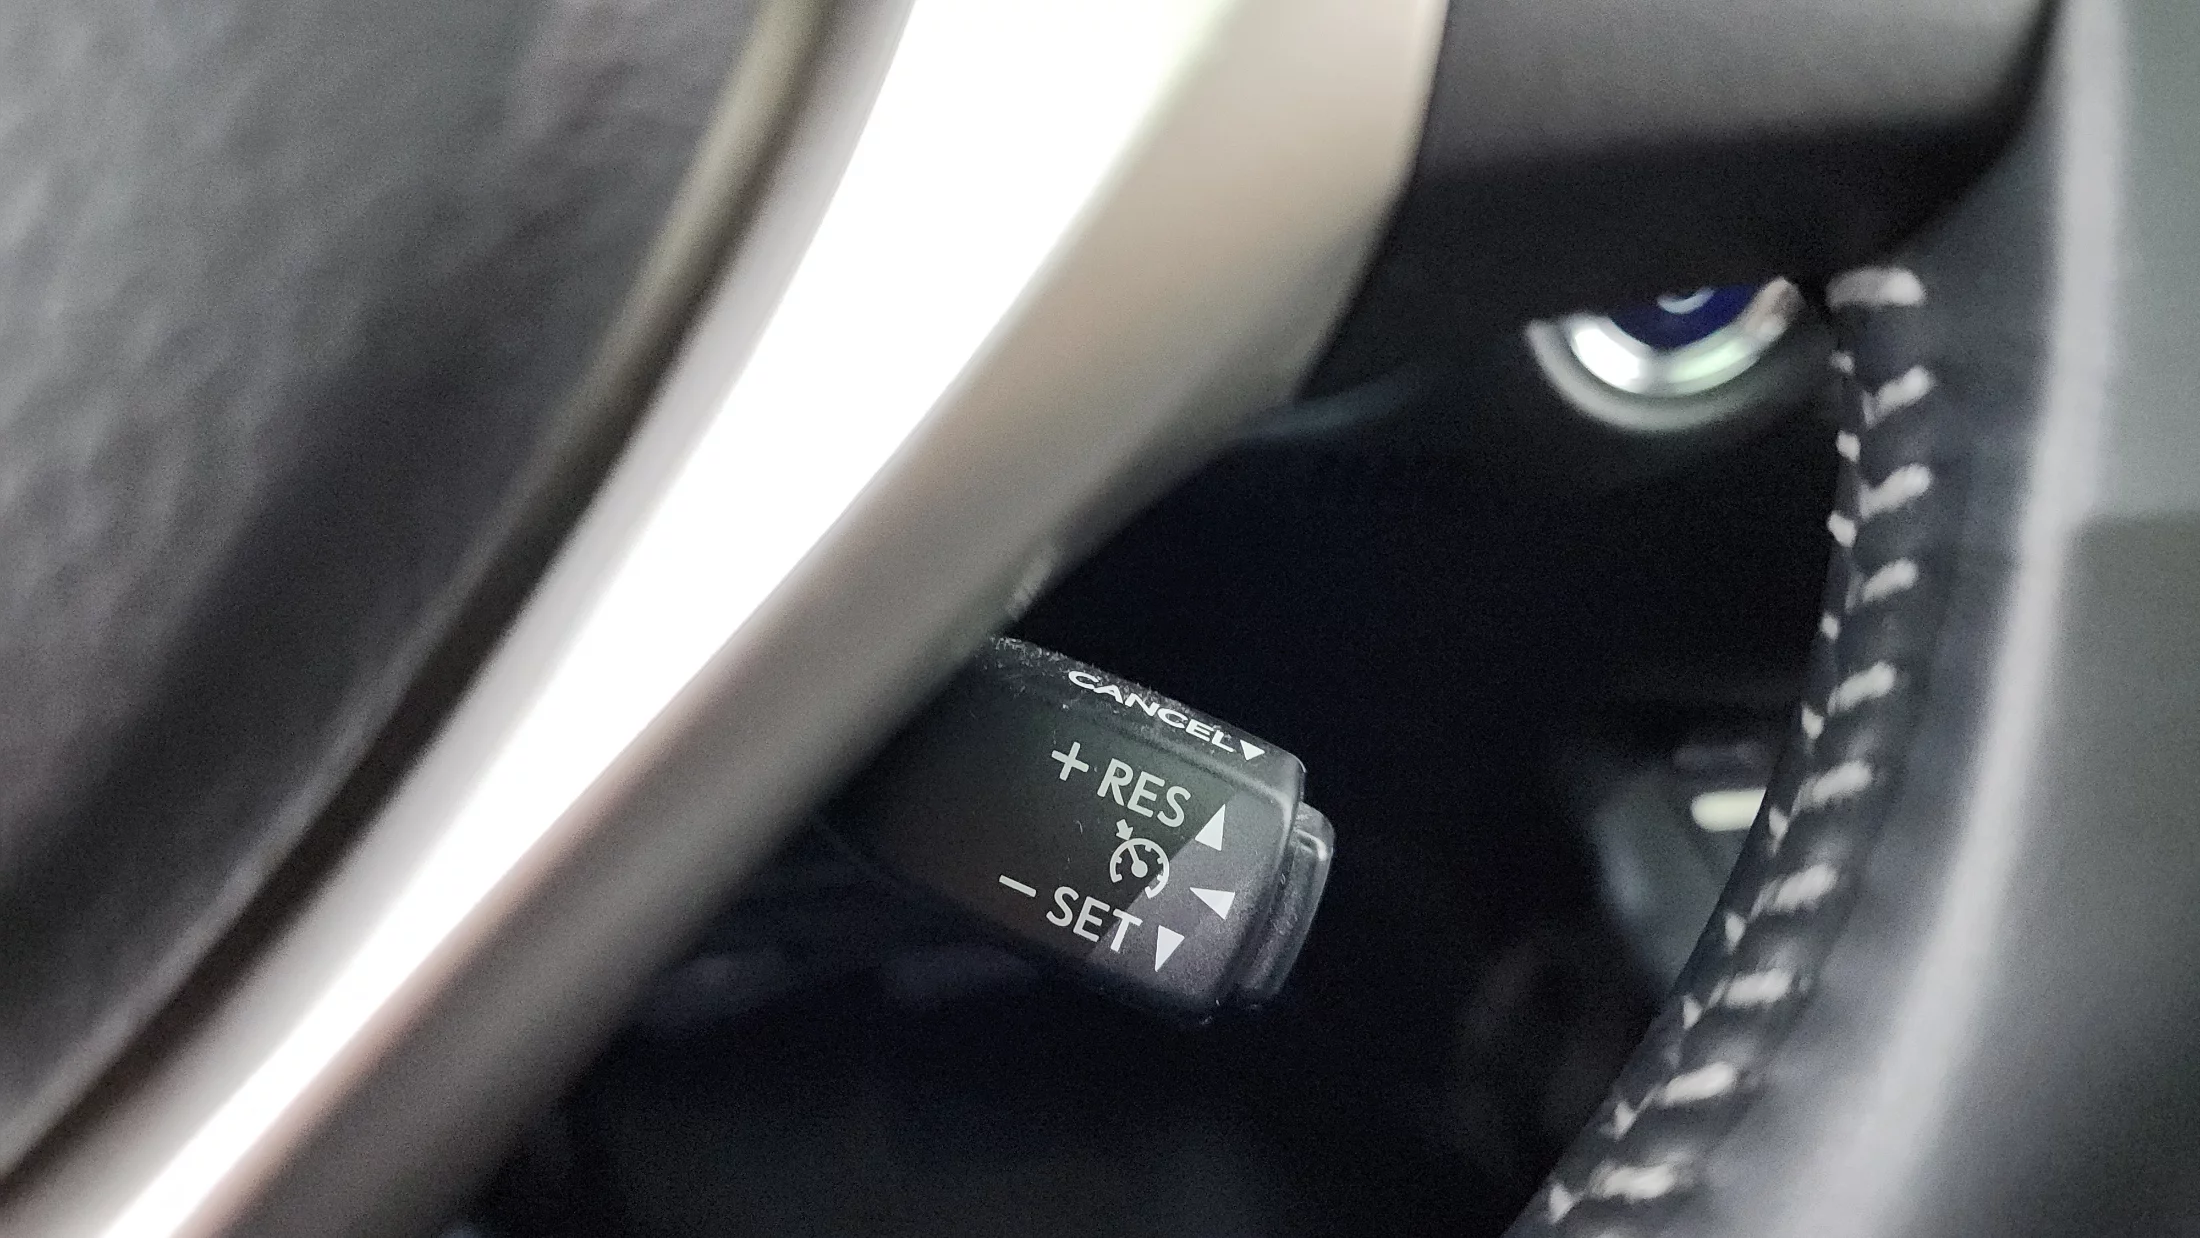 CANCEL▼
+ RES ▲
◀
- SET ▼